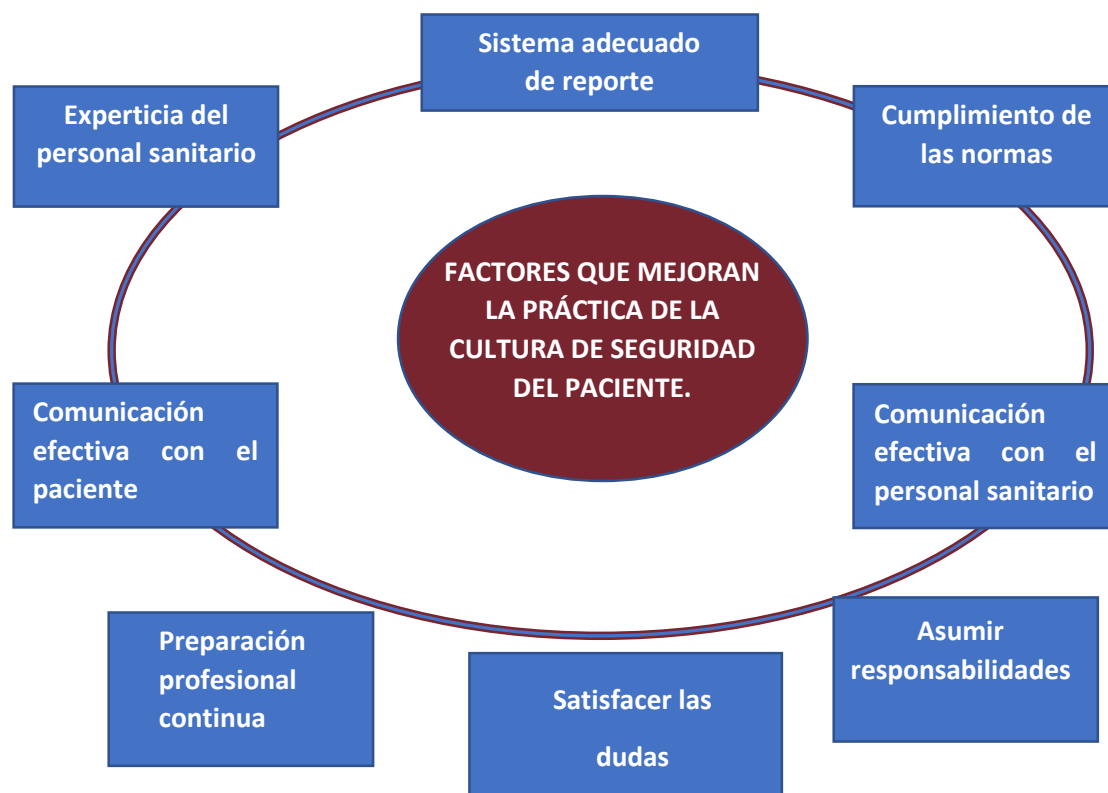 Sistema adecuado
de reporte
Experticia del
personal sanitario
Cumplimiento de
las normas
FACTORES QUE MEJORAN
LA PRÁCTICA DE LA
CULTURA DE SEGURIDAD
DEL PACIENTE.
Comunicación
efectiva con el
paciente
Comunicación
efectiva con el
personal sanitario
Preparación
profesional
continua
Satisfacer las
dudas
Asumir
responsabilidades